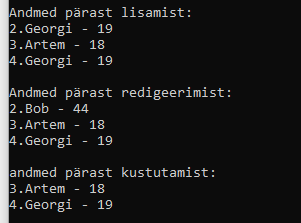 Andmed pärast lisamist:
2.Georgi - 19
3.Artem - 18
4.Georgi - 19
Andmed pärast redigeerimist:
2.Bob - 44
3.Artem - 18
4.Georgi - 19
andmed pärast kustutamist:
3.Artem - 18
4.Georgi - 19